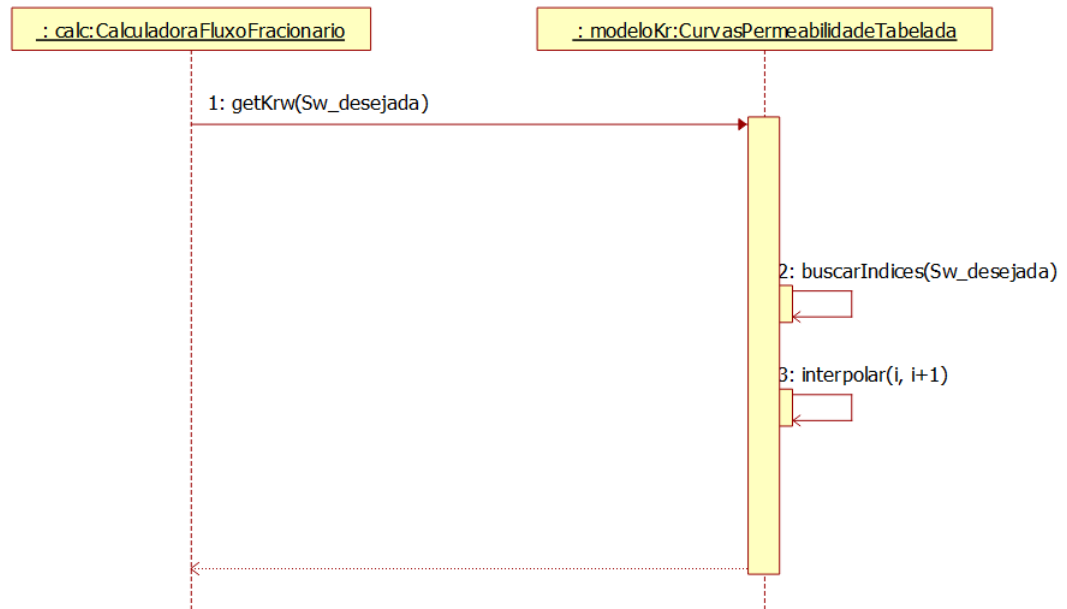 : calc:CalculadoraFluxoFracionario
: modeloKr:CurvasPermeabilidadeTabelada
1: getKrw(Sw_desejada)
2: buscarIndices(Sw_desejada)
3: interpolar(i, i+1)